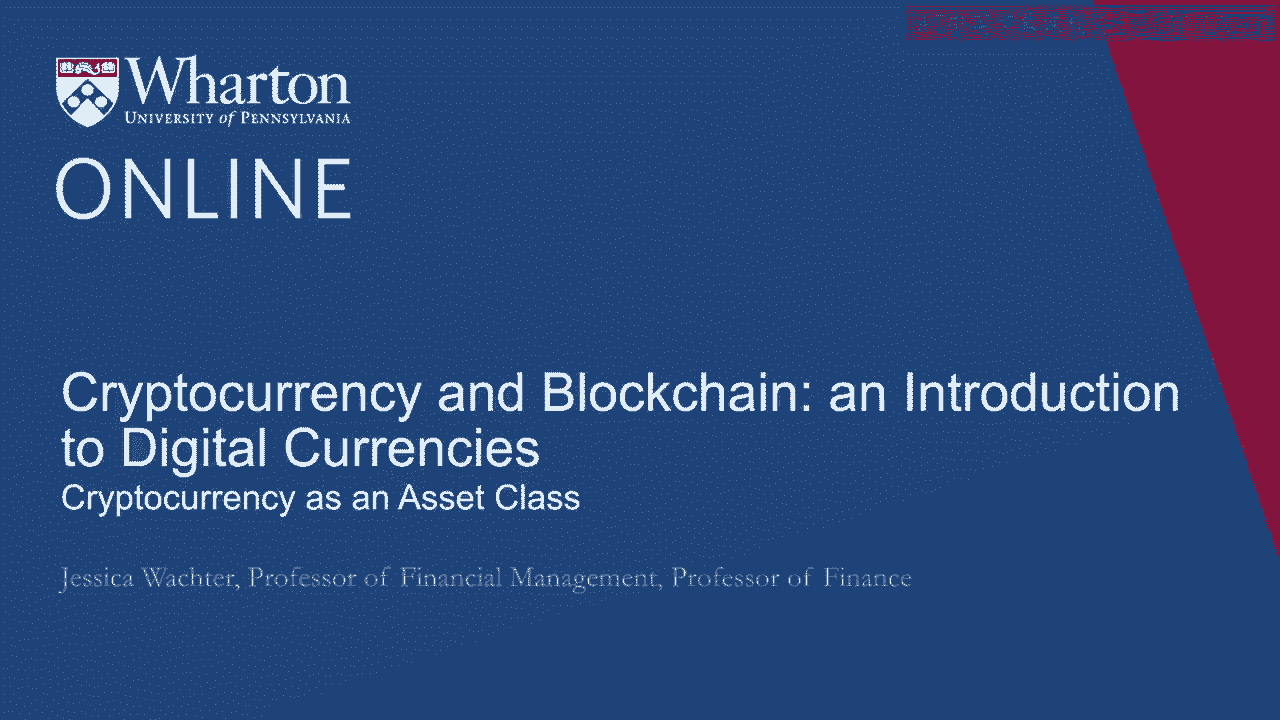 Wharton
UNIVERSITY of PENNSYLVANIA
ONLINE
Cryptocurrency and Blockchain: an Introduction
to Digital Currencies
Cryptocurrency as an Asset Class
Jessica Wachter, Professor of Financial Management, Professor of Finance